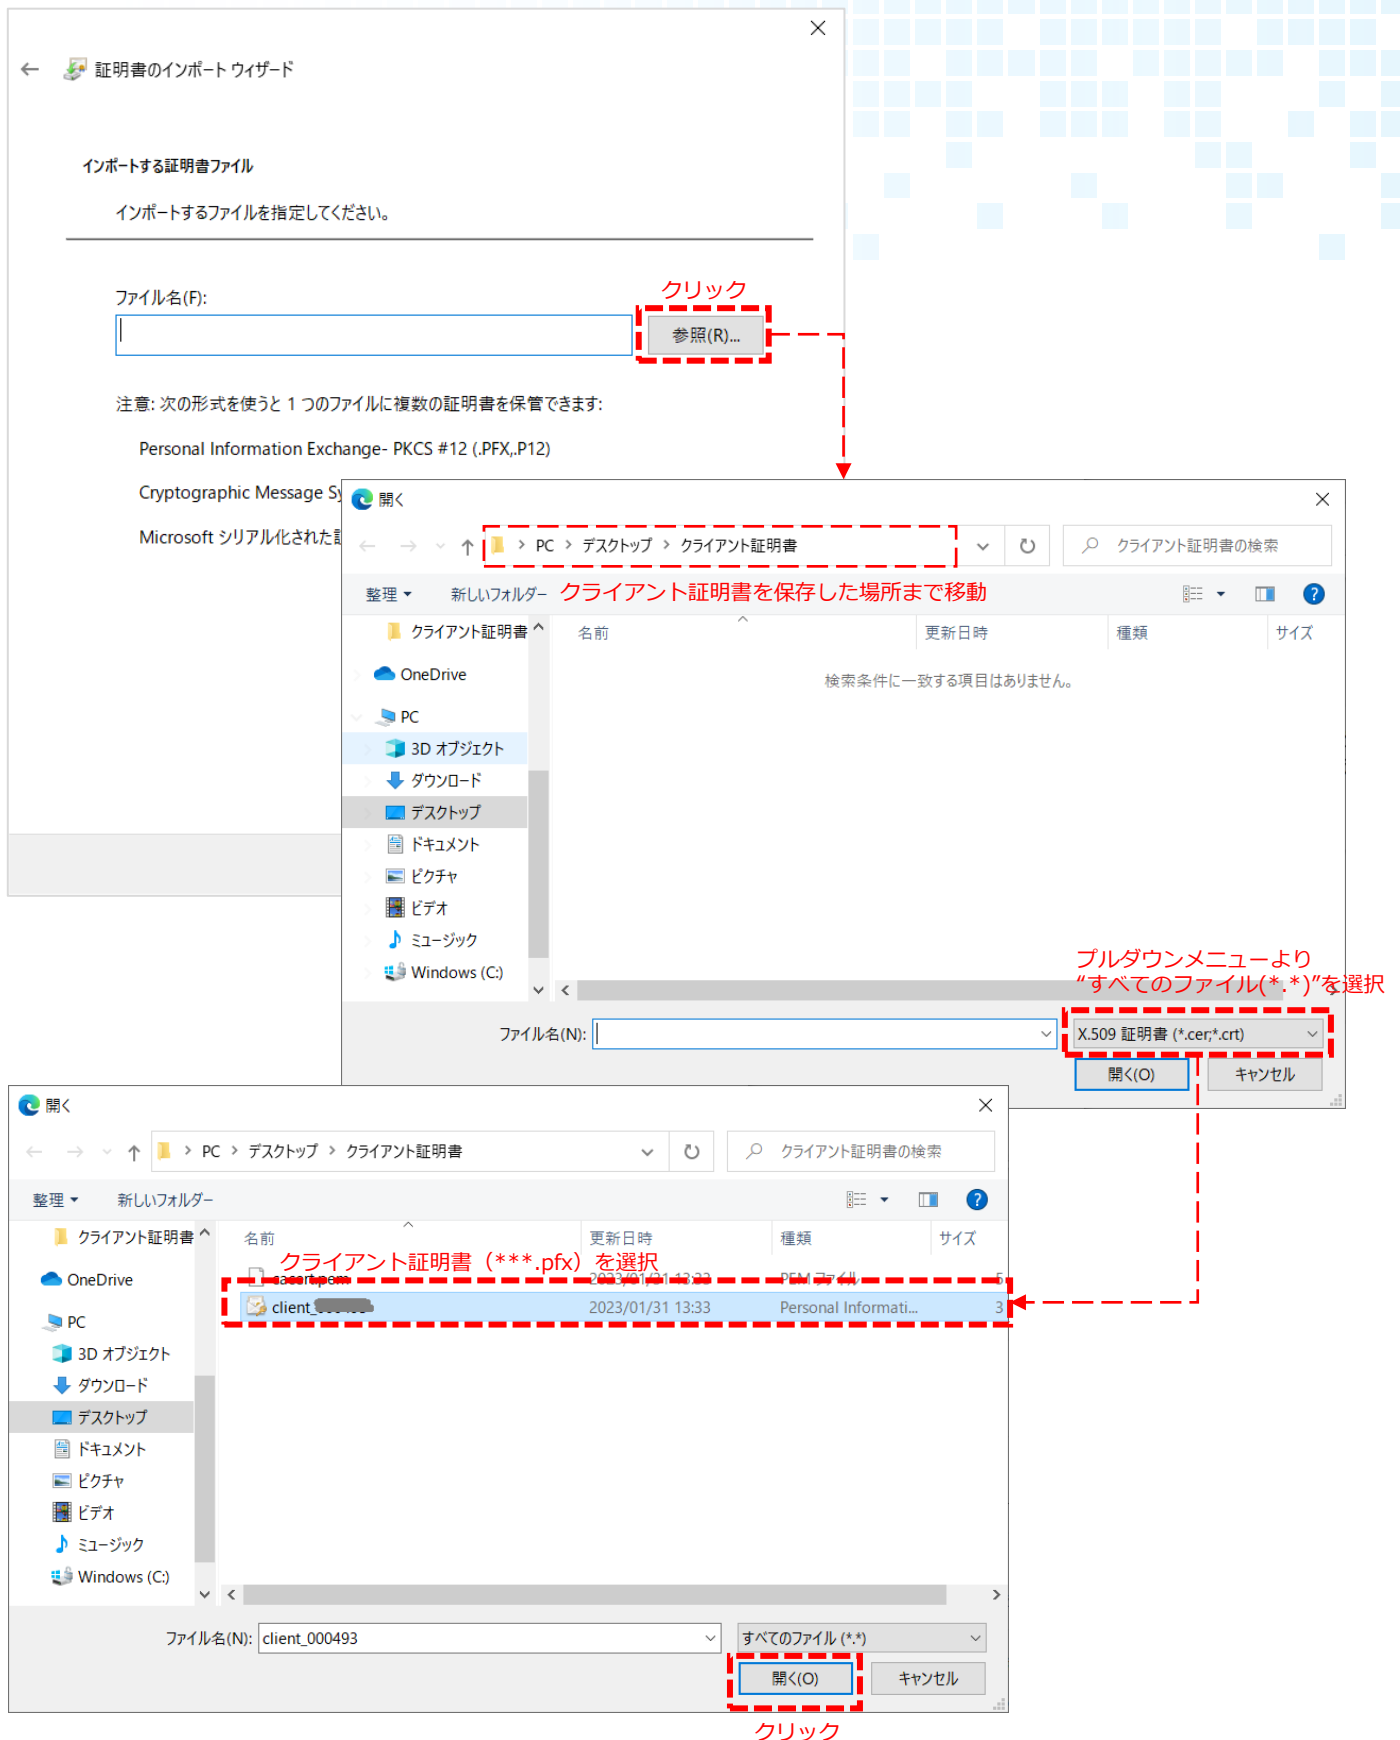 証明書のインポート ウィザード
インポートする証明書ファイル
インポートするファイルを指定してください。
ファイル名(F):
クリック
参照(R)...
注意: 次の形式を使うと 1 つのファイルに複数の証明書を保管できます:
Personal Information Exchange- PKCS #12 (.PFX,.P12)
Cryptographic Message Sy
Microsoft シリアル化された
開く
PC > デスクトップ > クライアント証明書
クライアント証明書の検索
整理 新しいフォルダー
クライアント証明書を保存した場所まで移動
クライアント証明書
名前 更新日時 種類 サイズ
検索条件に一致する項目はありません。
OneDrive
PC
3D オブジェクト
ダウンロード
デスクトップ
ドキュメント
ピクチャ
ビデオ
ミュージック
Windows (C:)
プルダウンメニューより
“すべてのファイル(*.*)”を選択
ファイル名(N):
X.509 証明書 (*.cer;*.crt)
開く(O) キャンセル
開く
PC > デスクトップ > クライアント証明書
クライアント証明書の検索
整理 新しいフォルダー
クライアント証明書
名前 更新日時 種類 サイズ
クライアント証明書（***.pfx）を選択
cacert.pem 2023/01/31 13:33 PEM ファイル 5
client_ 2023/01/31 13:33 Personal Informati... 3
OneDrive
PC
3D オブジェクト
ダウンロード
デスクトップ
ドキュメント
ピクチャ
ビデオ
ミュージック
Windows (C:)
ファイル名(N): client_000493
すべてのファイル (*.*)
開く(O) キャンセル
クリック